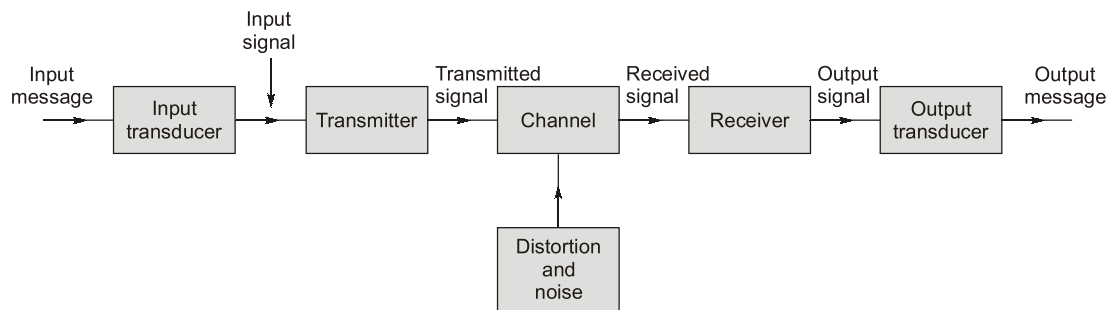 Input
signal
Input
message
Input
transducer
Transmitter
Transmitted
signal
Channel
Received
signal
Receiver
Output
signal
Output
transducer
Output
message
Distortion
and
noise